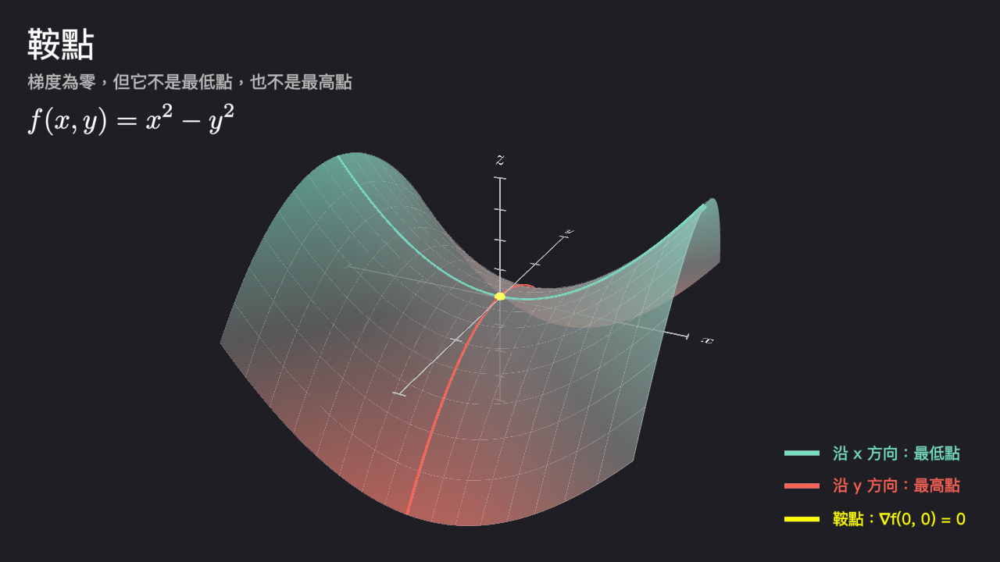 鞍點
梯度為零，但它不是最低點，也不是最高點
f(x, y) = x² − y²
z
y
x
沿 x 方向：最低點
沿 y 方向：最高點
鞍點：∇f(0, 0) = 0